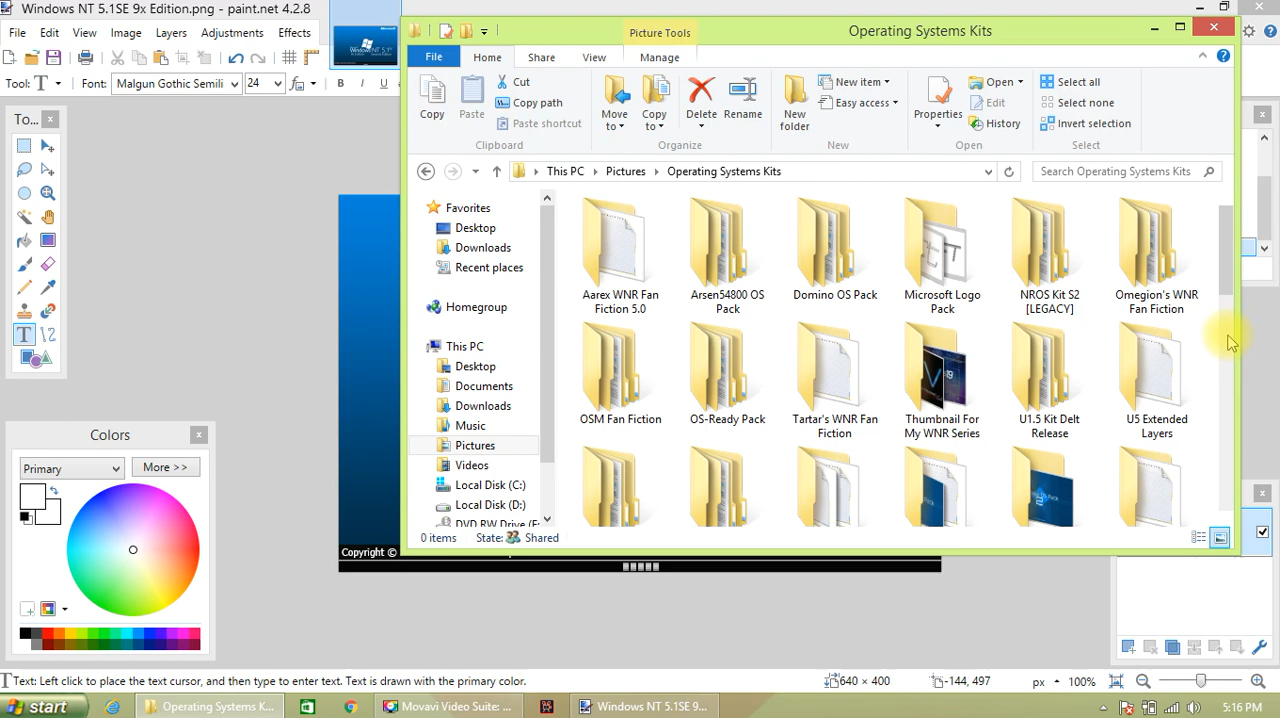 Windows NT 5.1SE 9x Edition.png - paint.net 4.2.8
File Edit View Image Layers Adjustments Effects
Tool: T Font: Malgun Gothic Semili 24 B I U
Operating Systems Kits
Picture Tools
File Home Share View Manage
Copy
Paste
Cut
Copy path
Paste shortcut
Clipboard
Move to
Copy to
Delete
Rename
Organize
New folder
New item
Easy access
New
Properties
Open
Edit
History
Open
Select all
Select none
Invert selection
Select
This PC Pictures Operating Systems Kits
Search Operating Systems Kits
Favorites
Desktop
Downloads
Recent places
Homegroup
This PC
Desktop
Documents
Downloads
Music
Pictures
Videos
Local Disk (C:)
Local Disk (D:)
DVD RW Drive (E:
Aarex WNR Fan Fiction 5.0
Arsen54800 OS Pack
Domino OS Pack
Microsoft Logo Pack
NROS Kit S2 [LEGACY]
Omegion's WNR Fan Fiction
OSM Fan Fiction
OS-Ready Pack
Tartar's WNR Fan Fiction
Thumbnail For My WNR Series
U1.5 Kit Delt Release
U5 Extended Layers
0 items State: Shared
To...
Colors
Primary
More >>
Copyright ©
Text: Left click to place the text cursor, and then type to enter text. Text is drawn with the primary color.
640 × 400
-144, 497
px
100%
start
Operating Systems K...
Movavi Video Suite: ...
Windows NT 5.1SE 9...
5:16 PM